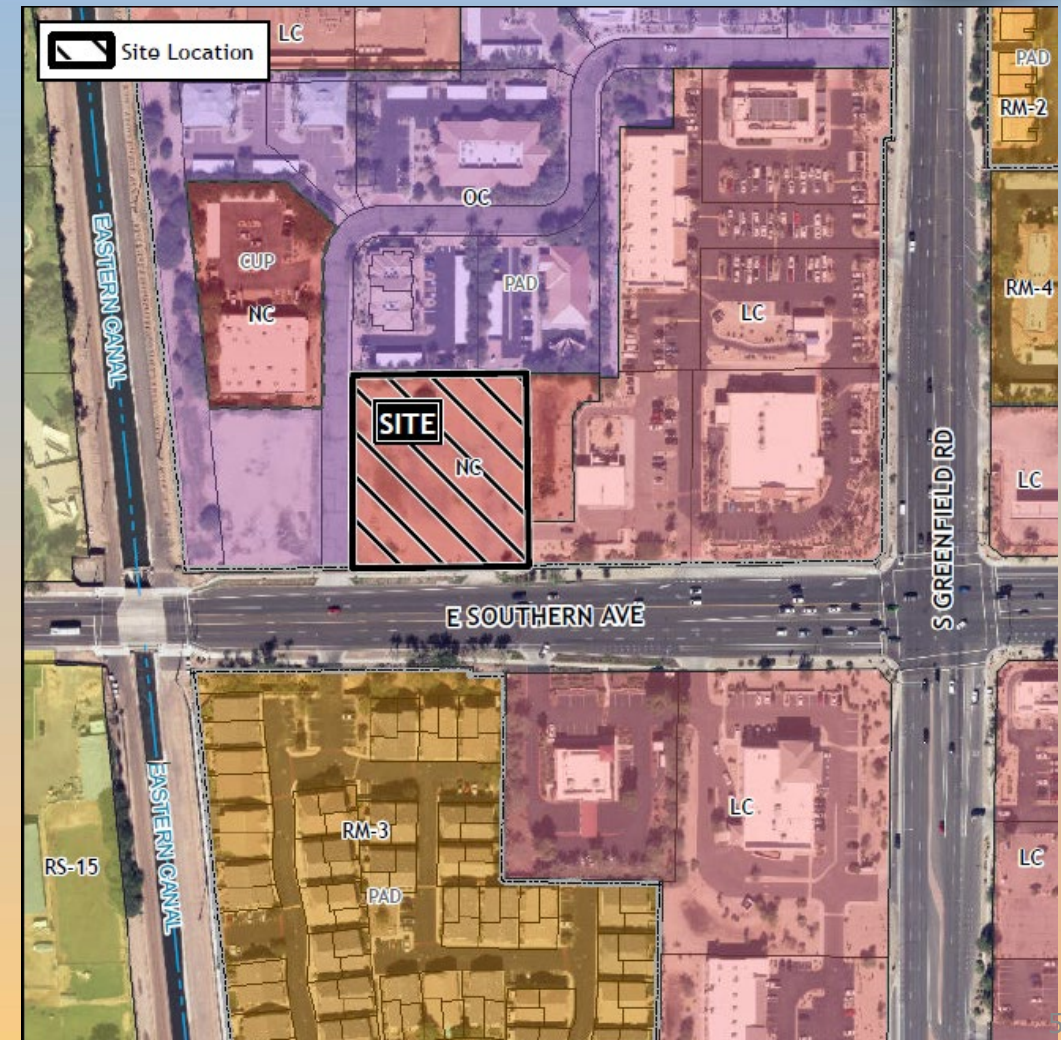 Site Location
LC
PAD
RM-2
OC
EASTERN CANAL
CUP
NC
PAD
LC
RM-4
SITE
NC
LC
S GREENFIELD RD
E SOUTHERN AVE
EASTERN CANAL
RM-3
PAD
RS-15
LC
LC